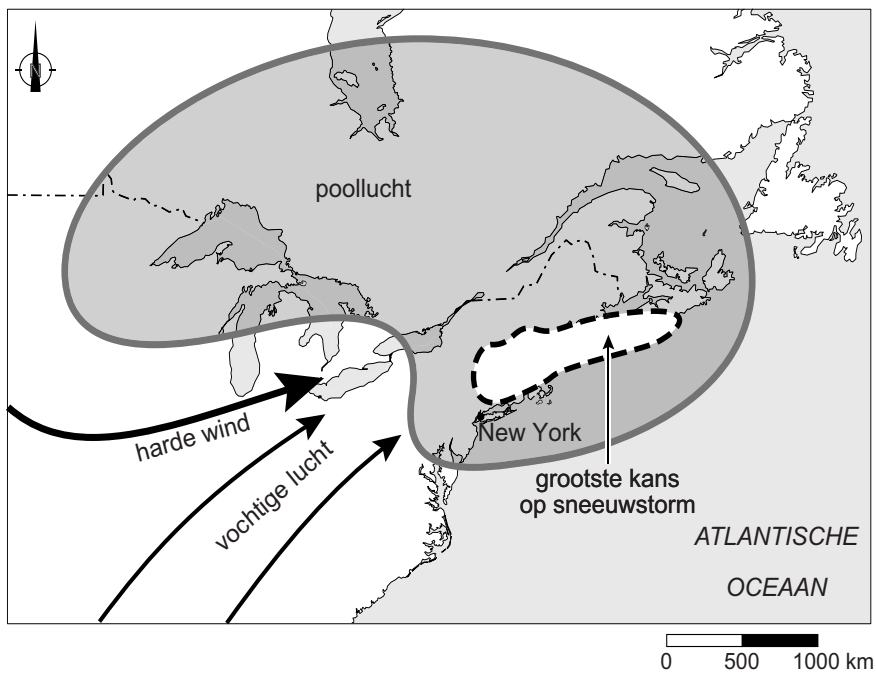 N
poollucht
harde wind
vochtige lucht
New York
grootste kans
op sneeuwstorm
ATLANTISCHE
OCEAAN
0 500 1000 km